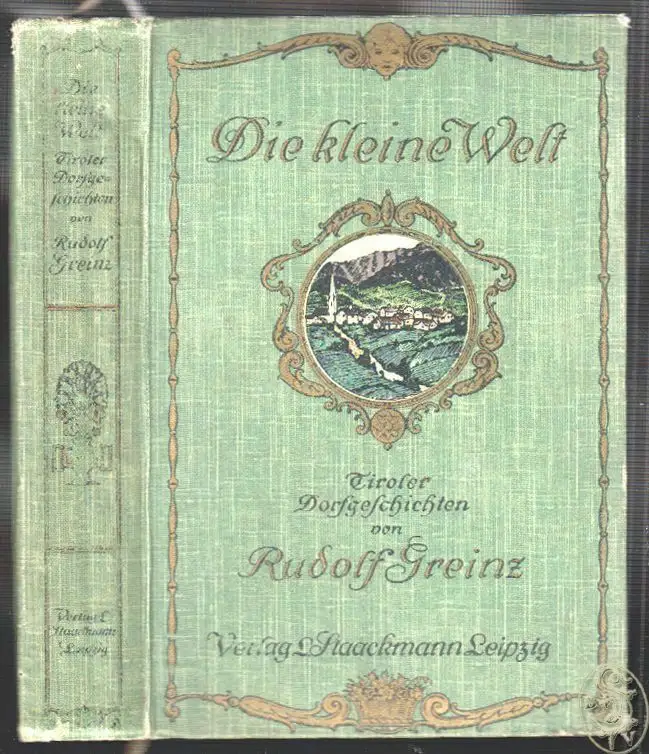 Die
kleine
Welt
Tiroler
Dorfge-
schichten
von
Rudolf
Greinz
Verlag L.
Staackmann
Leipzig
Die kleine Welt
Tiroler
Dorfgeschichten
von
Rudolf Greinz
Verlag L. Staackmann Leipzig